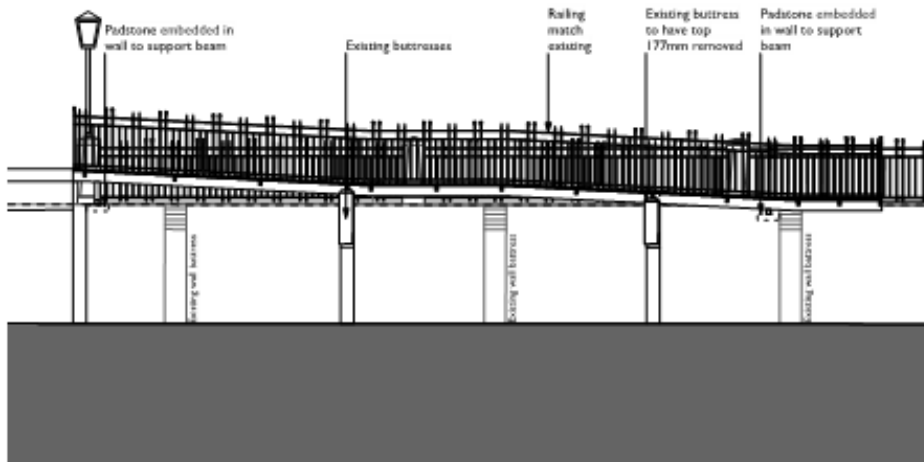 Padstone embedded in
wall to support beam
Existing buttresses
Railing
match
existing
Existing buttress
to have top
177mm removed
Padstone embedded
in wall to support
beam
Existing wall buttress
Existing wall buttress
Existing wall buttress